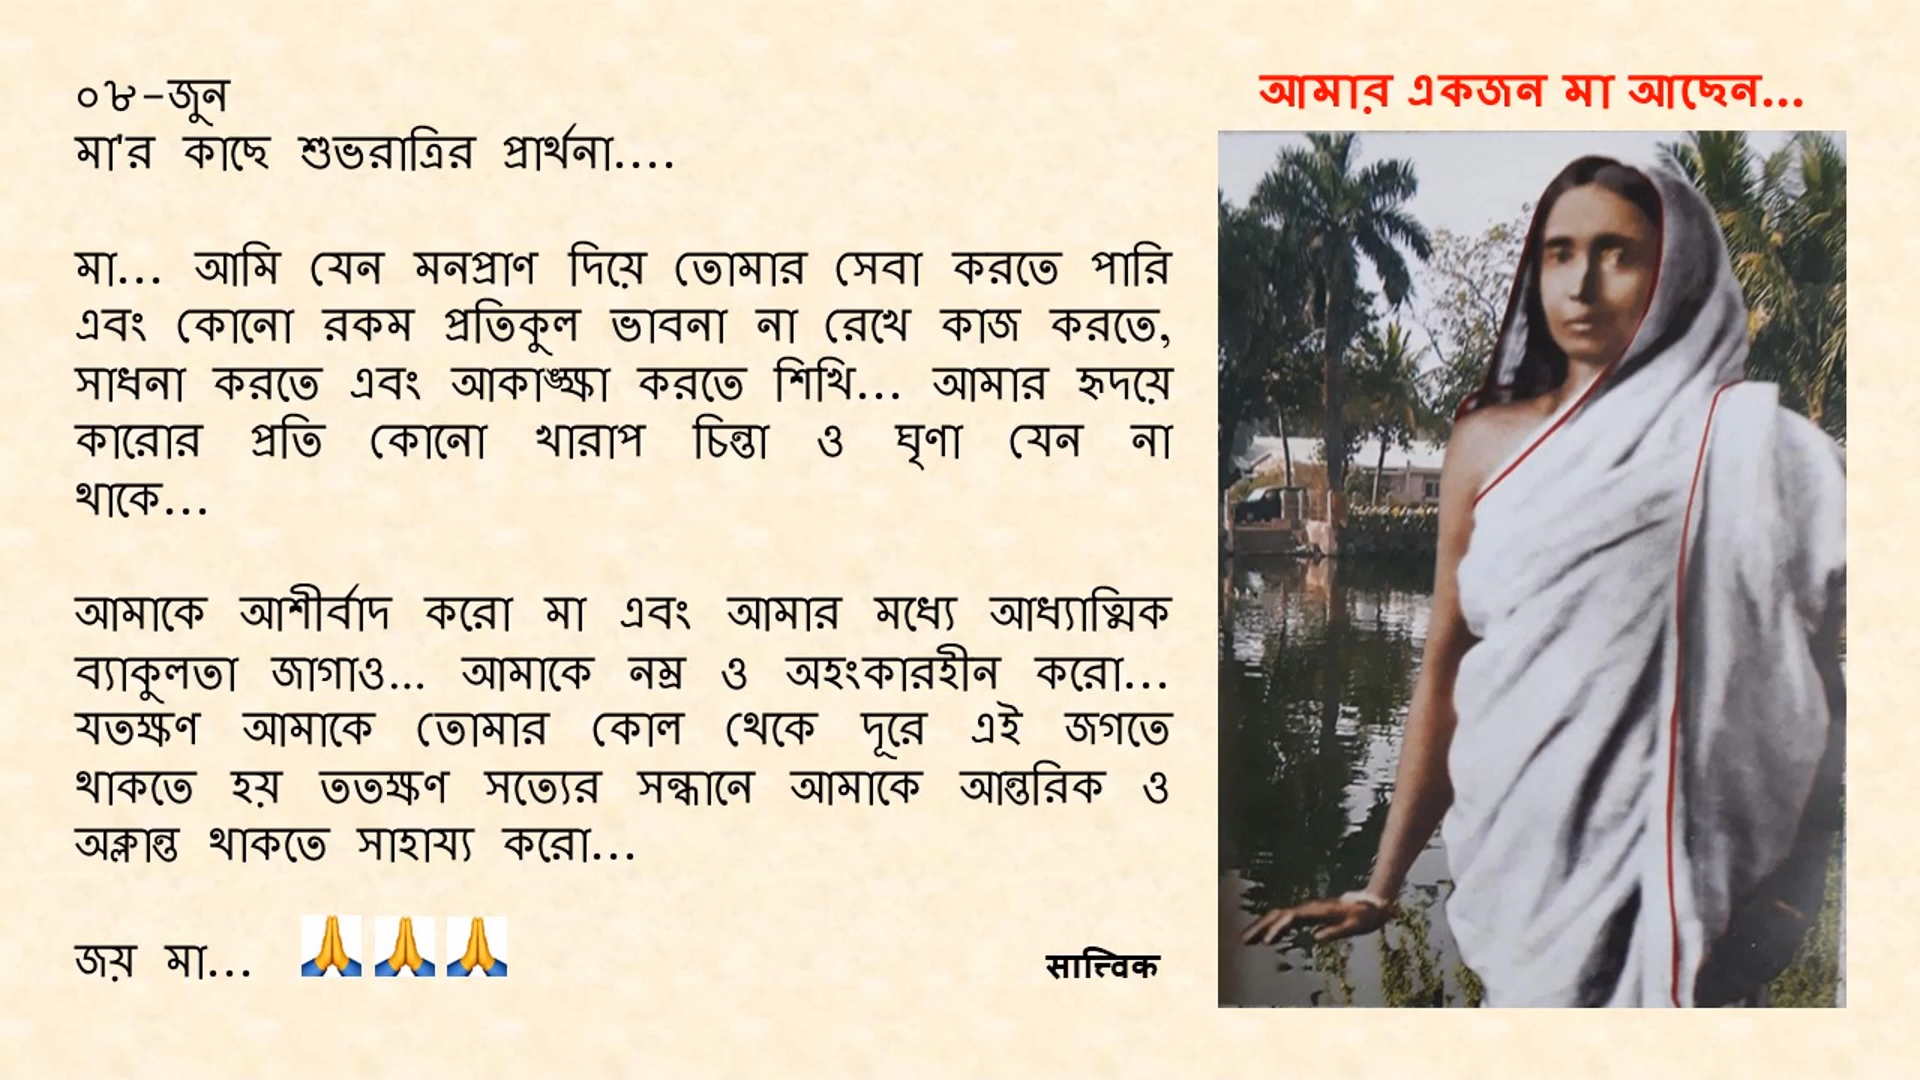 ০৮-জুন
মা'র কাছে শুভরাত্রির প্রার্থনা....
মা... আমি যেন মনপ্রাণ দিয়ে তোমার সেবা করতে পারি
এবং কোনো রকম প্রতিকুল ভাবনা না রেখে কাজ করতে,
সাধনা করতে এবং আকাঙ্ক্ষা করতে শিখি... আমার হৃদয়ে
কারোর প্রতি কোনো খারাপ চিন্তা ও ঘৃণা যেন না
থাকে...
আমাকে আশীর্বাদ করো মা এবং আমার মধ্যে আধ্যাত্মিক
ব্যাকুলতা জাগাও... আমাকে নম্র ও অহংকারহীন করো...
যতক্ষণ আমাকে তোমার কোল থেকে দূরে এই জগতে
থাকতে হয় ততক্ষণ সত্যের সন্ধানে আমাকে আন্তরিক ও
অক্লান্ত থাকতে সাহায্য করো...
জয় মা... 🙏🙏🙏
सात्त्विक
আমার একজন মা আছেন...